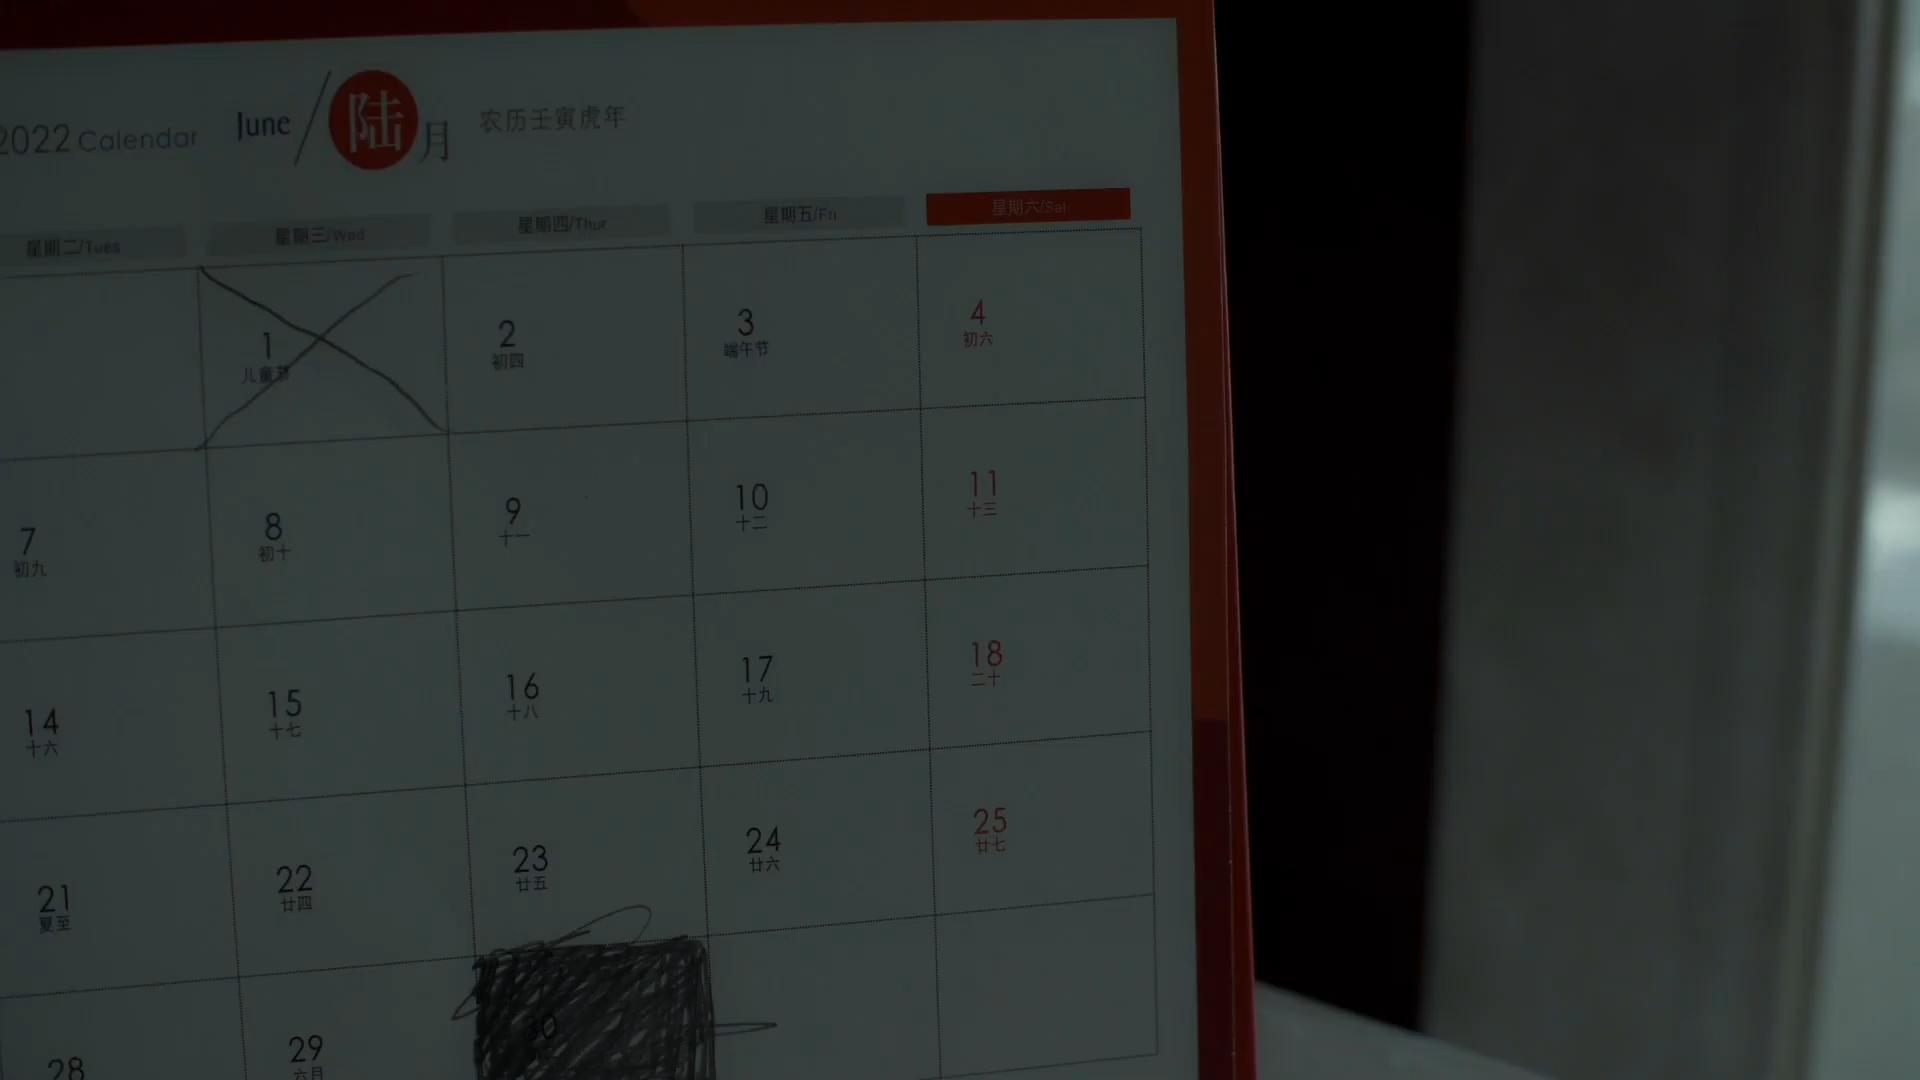 2022 Calendar June / 陆月 农历壬寅虎年
星期二/Tues 星期三/Wed 星期四/Thur 星期五/Fri 星期六/Sat
1 2 3 4
儿童节 初四 端午节 初六
7 8 9 10 11
初九 初十 十一 十二 十三
14 15 16 17 18
十六 十七 十八 十九 二十
21 22 23 24 25
夏至 廿四 廿五 廿六 廿七
28 29 30
六月